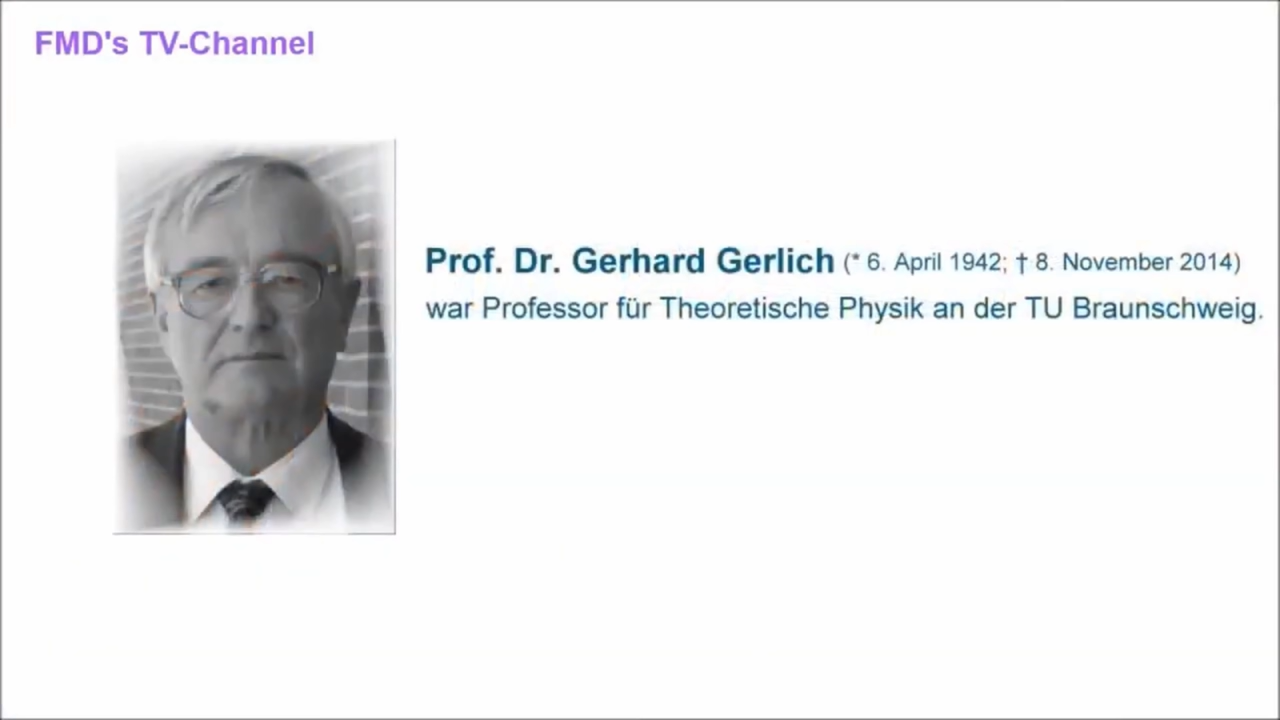 FMD's TV-Channel
Prof. Dr. Gerhard Gerlich (* 6. April 1942; † 8. November 2014)
war Professor für Theoretische Physik an der TU Braunschweig.